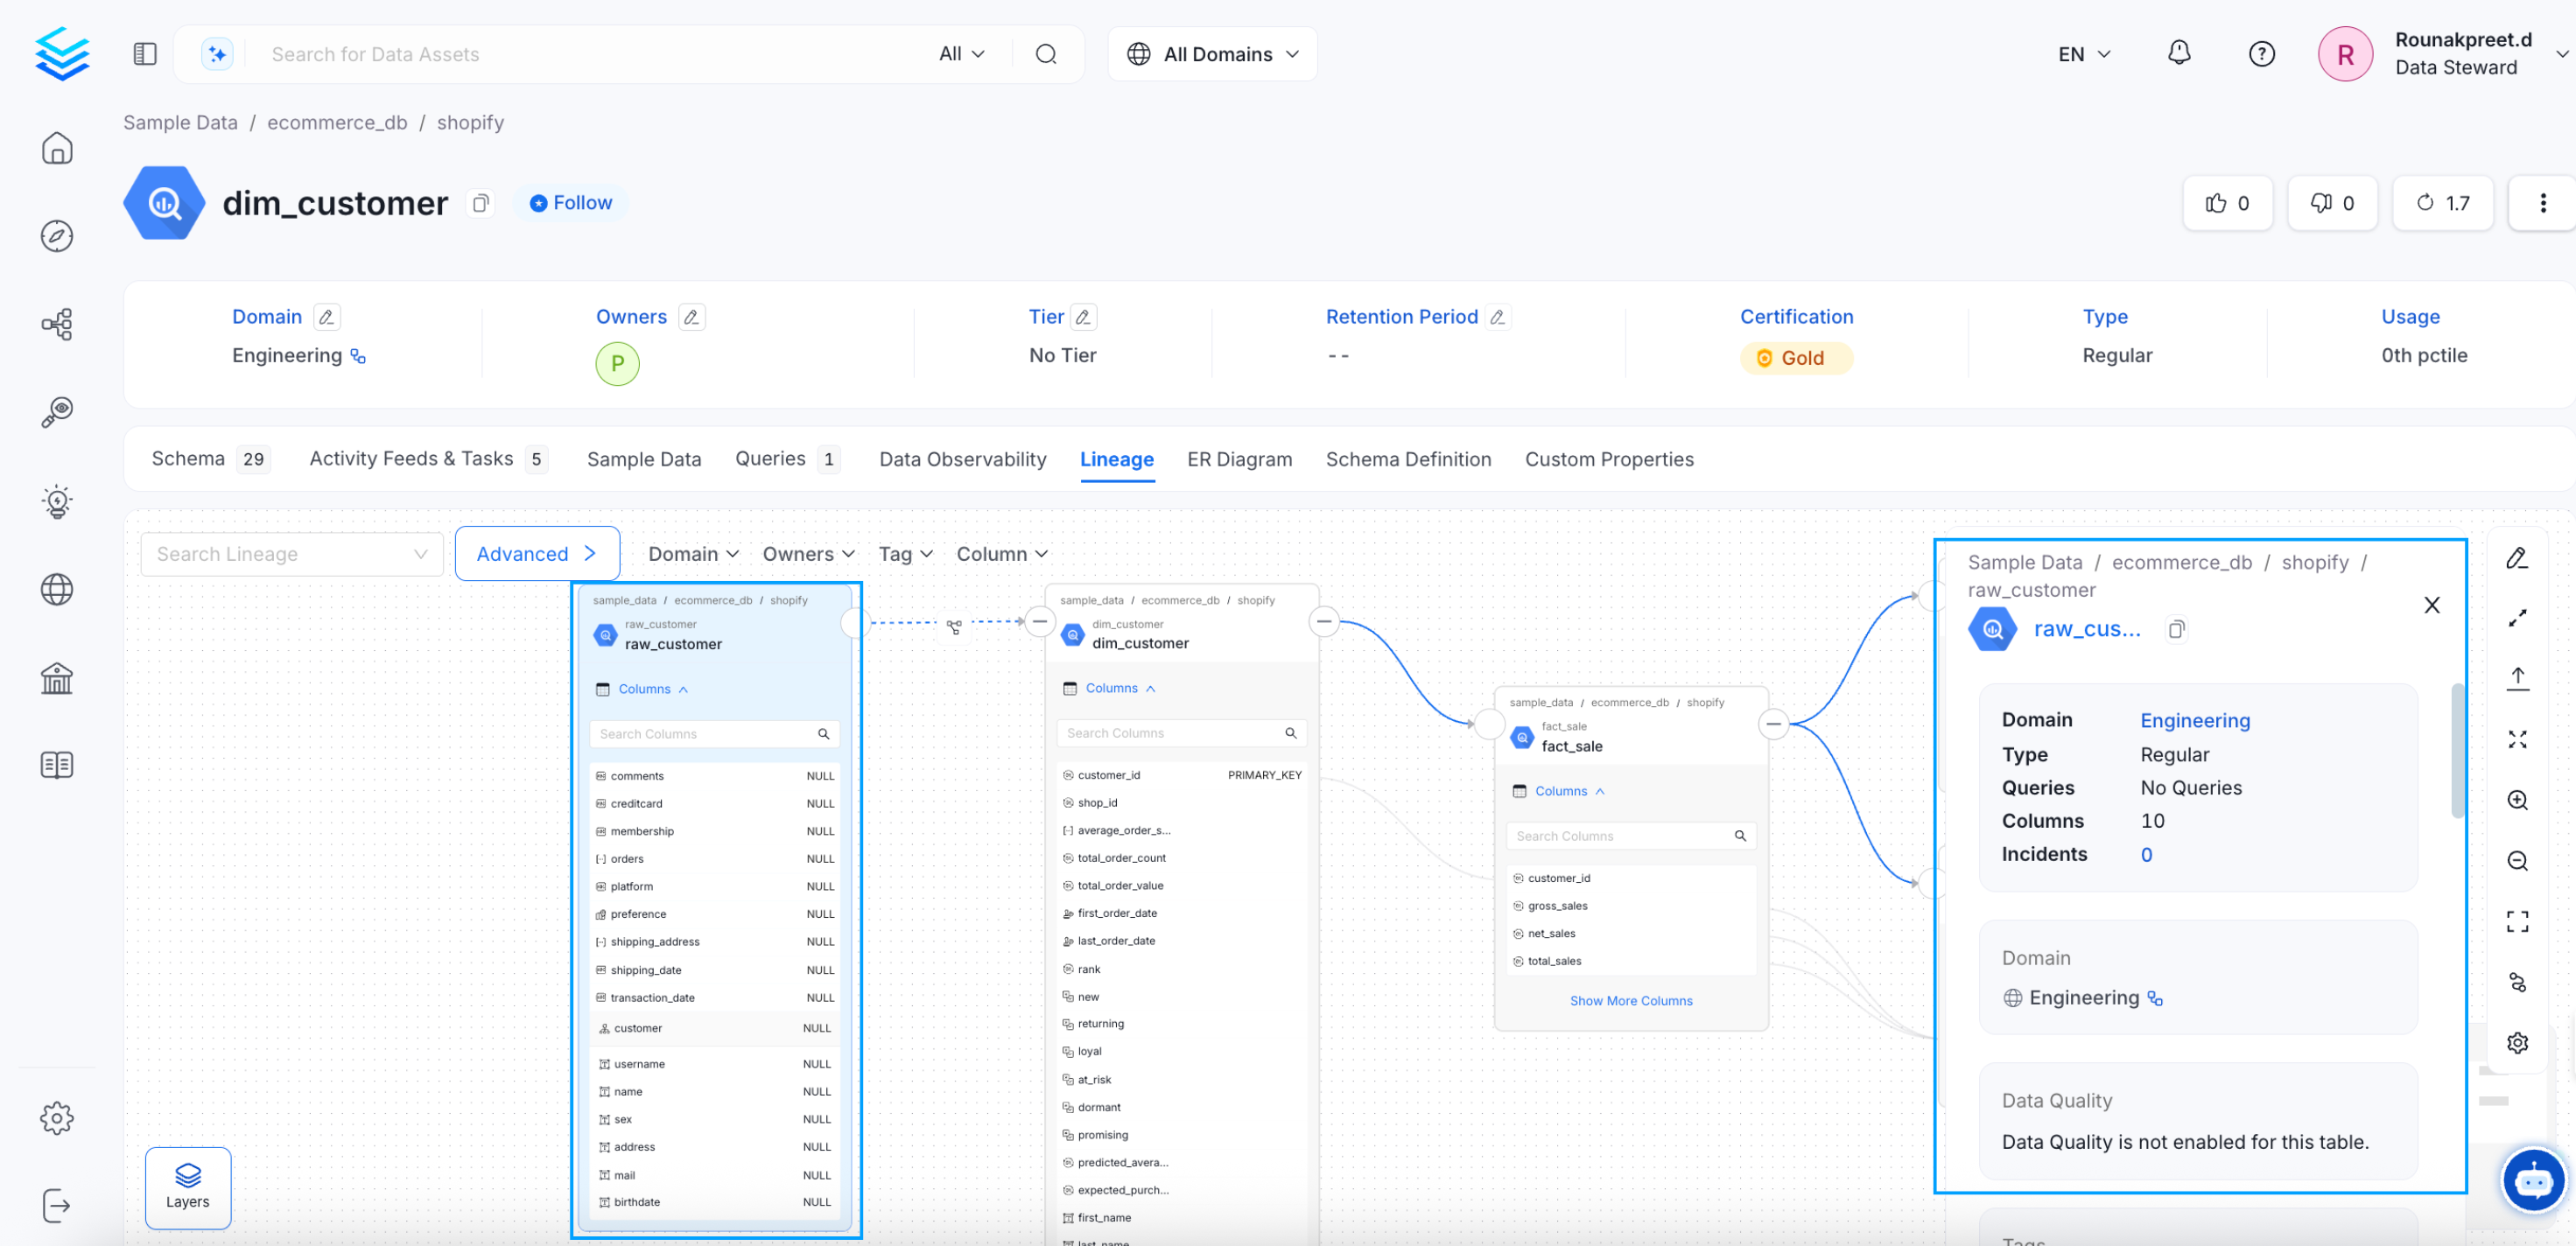 Search for Data Assets
All
All Domains
EN
R
Rounakpreet.d
Data Steward
Sample Data / ecommerce_db / shopify
dim_customer
Follow
0
0
1.7
Domain
Engineering
Owners
P
Tier
No Tier
Retention Period
--
Certification
Gold
Type
Regular
Usage
0th pctile
Schema 29
Activity Feeds & Tasks 5
Sample Data
Queries 1
Data Observability
Lineage
ER Diagram
Schema Definition
Custom Properties
Search Lineage
Advanced
Domain
Owners
Tag
Column
sample_data / ecommerce_db / shopify
raw_customer
raw_customer
Columns
Search Columns
comments NULL
creditcard NULL
membership NULL
orders NULL
platform NULL
preference NULL
shipping_address NULL
shipping_date NULL
transaction_date NULL
customer NULL
username NULL
name NULL
sex NULL
address NULL
mail NULL
birthdate NULL
sample_data / ecommerce_db / shopify
dim_customer
dim_customer
Columns
Search Columns
customer_id PRIMARY_KEY
shop_id
average_order_s...
total_order_count
total_order_value
first_order_date
last_order_date
rank
new
returning
loyal
at_risk
dormant
promising
predicted_avera...
expected_purch...
first_name
last_name
sample_data / ecommerce_db / shopify
fact_sale
fact_sale
Columns
Search Columns
customer_id
gross_sales
net_sales
total_sales
Show More Columns
Sample Data / ecommerce_db / shopify /
raw_customer
raw_cus...
Domain Engineering
Type Regular
Queries No Queries
Columns 10
Incidents 0
Domain
Engineering
Data Quality
Data Quality is not enabled for this table.
Tags
Layers